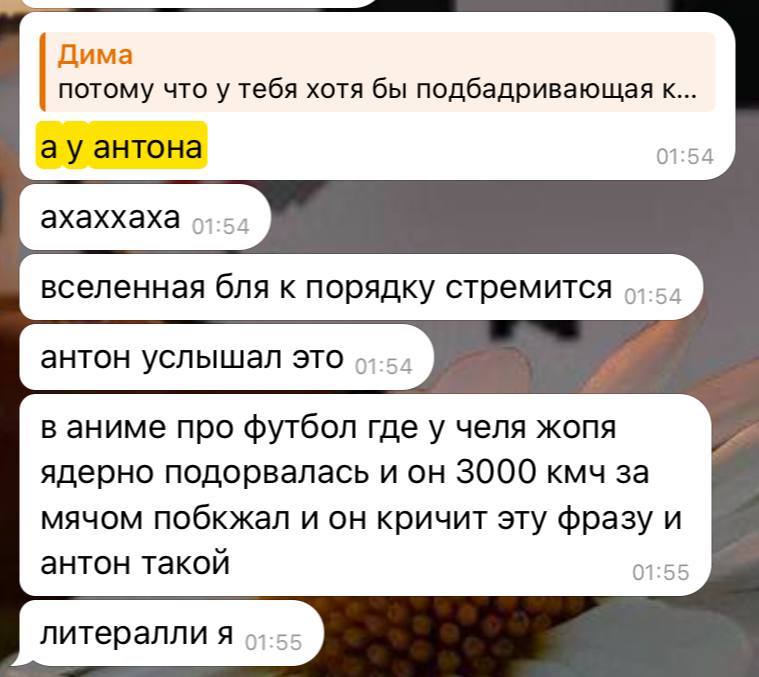 Дима
потому что у тебя хотя бы подбадривающая к...
а у антона
01:54
ахаххаха 01:54
вселенная бля к порядку стремится 01:54
антон услышал это 01:54
в аниме про футбол где у челя жопя
ядерно подорвалась и он 3000 кмч за
мячом побкжал и он кричит эту фразу и
антон такой
01:55
литералли я 01:55